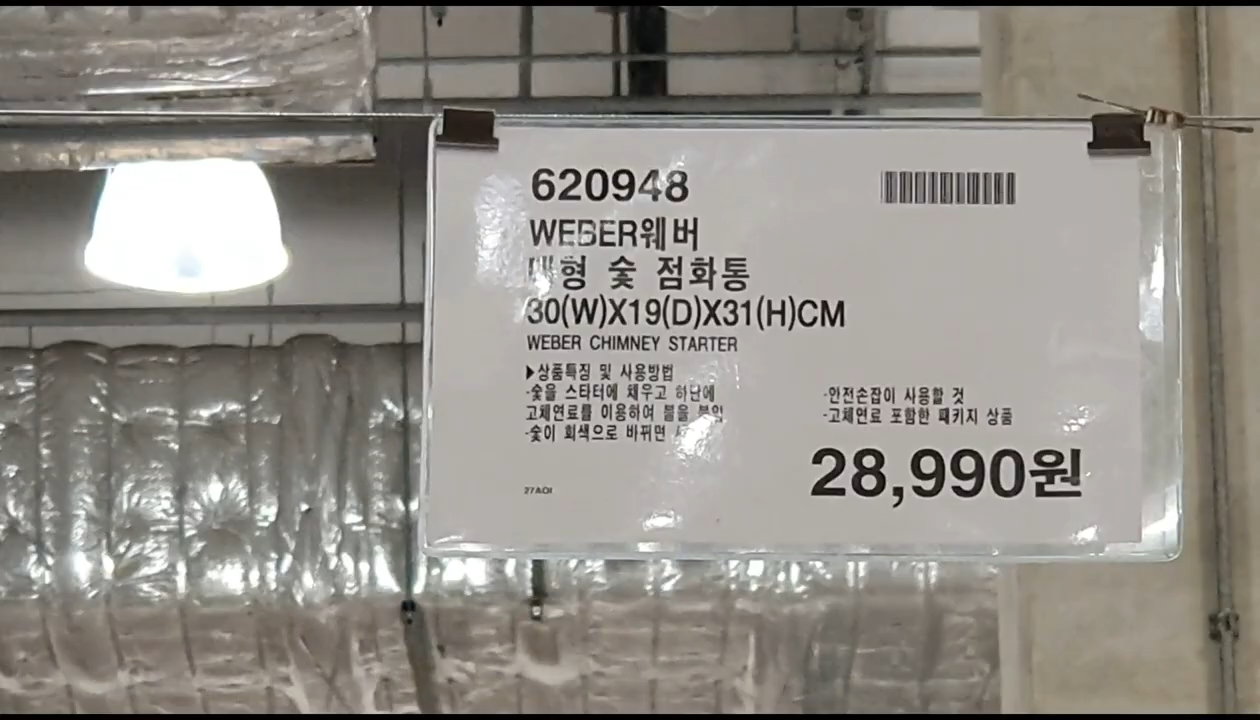 620948
WEBER웨버
대형 숯 점화통
30(W)X19(D)X31(H)CM
WEBER CHIMNEY STARTER
▶상품특징 및 사용방법
-숯을 스타터에 채우고 하단에
고체연료를 이용하여 불을 붙임
-숯이 회색으로 바뀌면
-안전손잡이 사용할 것
-고체연료 포함한 패키지 상품
28,990원